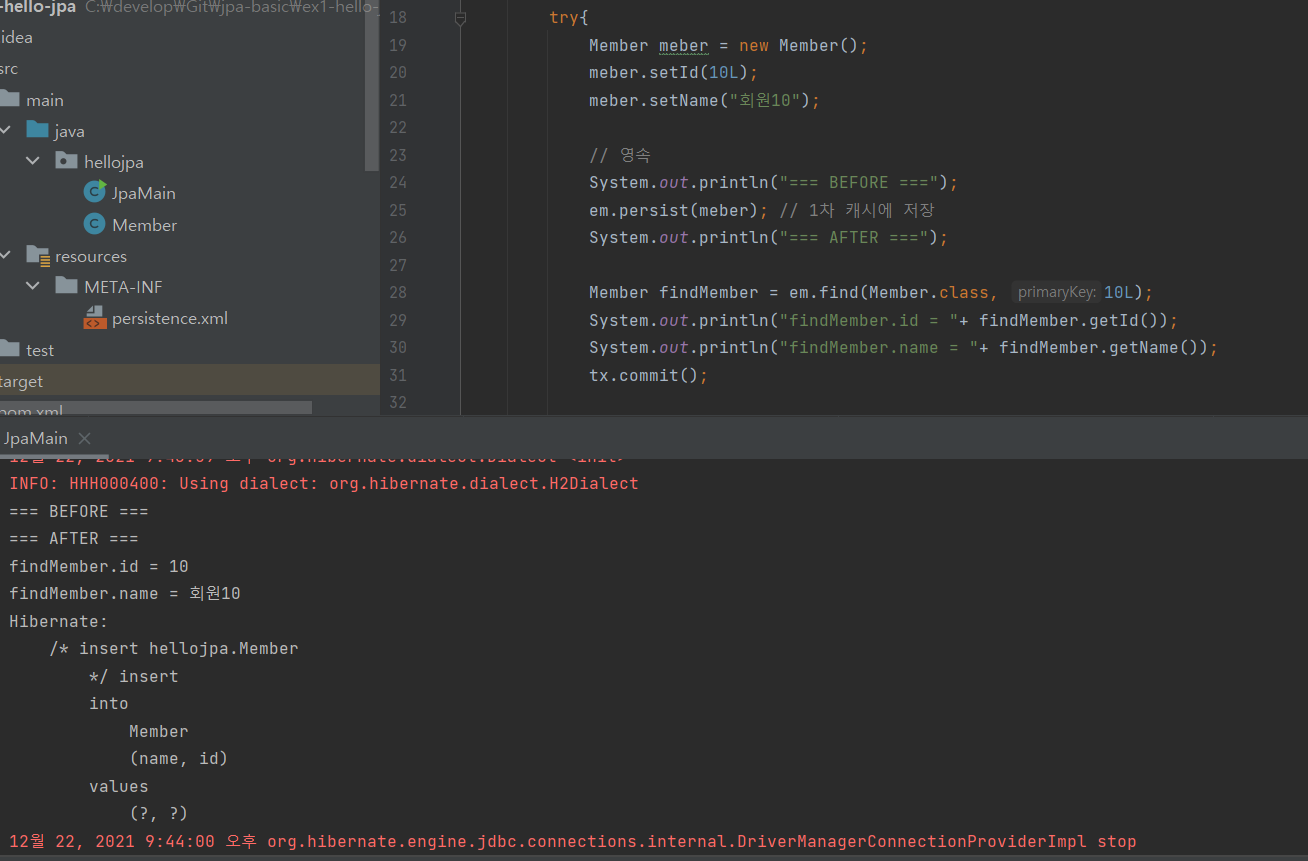 -hello-jpa C:₩develop₩Git₩jpa-basic₩ex1-hello-
idea
src
main
java
hellojpa
JpaMain
Member
resources
META-INF
persistence.xml
test
target
pom.xml
18 try{
19 Member meber = new Member();
20 meber.setId(10L);
21 meber.setName("회원10");
22
23 // 영속
24 System.out.println("=== BEFORE ===");
25 em.persist(meber); // 1차 캐시에 저장
26 System.out.println("=== AFTER ===");
27
28 Member findMember = em.find(Member.class, primaryKey: 10L);
29 System.out.println("findMember.id = "+ findMember.getId());
30 System.out.println("findMember.name = "+ findMember.getName());
31 tx.commit();
32
JpaMain
INFO: HHH000400: Using dialect: org.hibernate.dialect.H2Dialect
=== BEFORE ===
=== AFTER ===
findMember.id = 10
findMember.name = 회원10
Hibernate:
/* insert hellojpa.Member
*/ insert
into
Member
(name, id)
values
(?, ?)
12월 22, 2021 9:44:00 오후 org.hibernate.engine.jdbc.connections.internal.DriverManagerConnectionProviderImpl stop